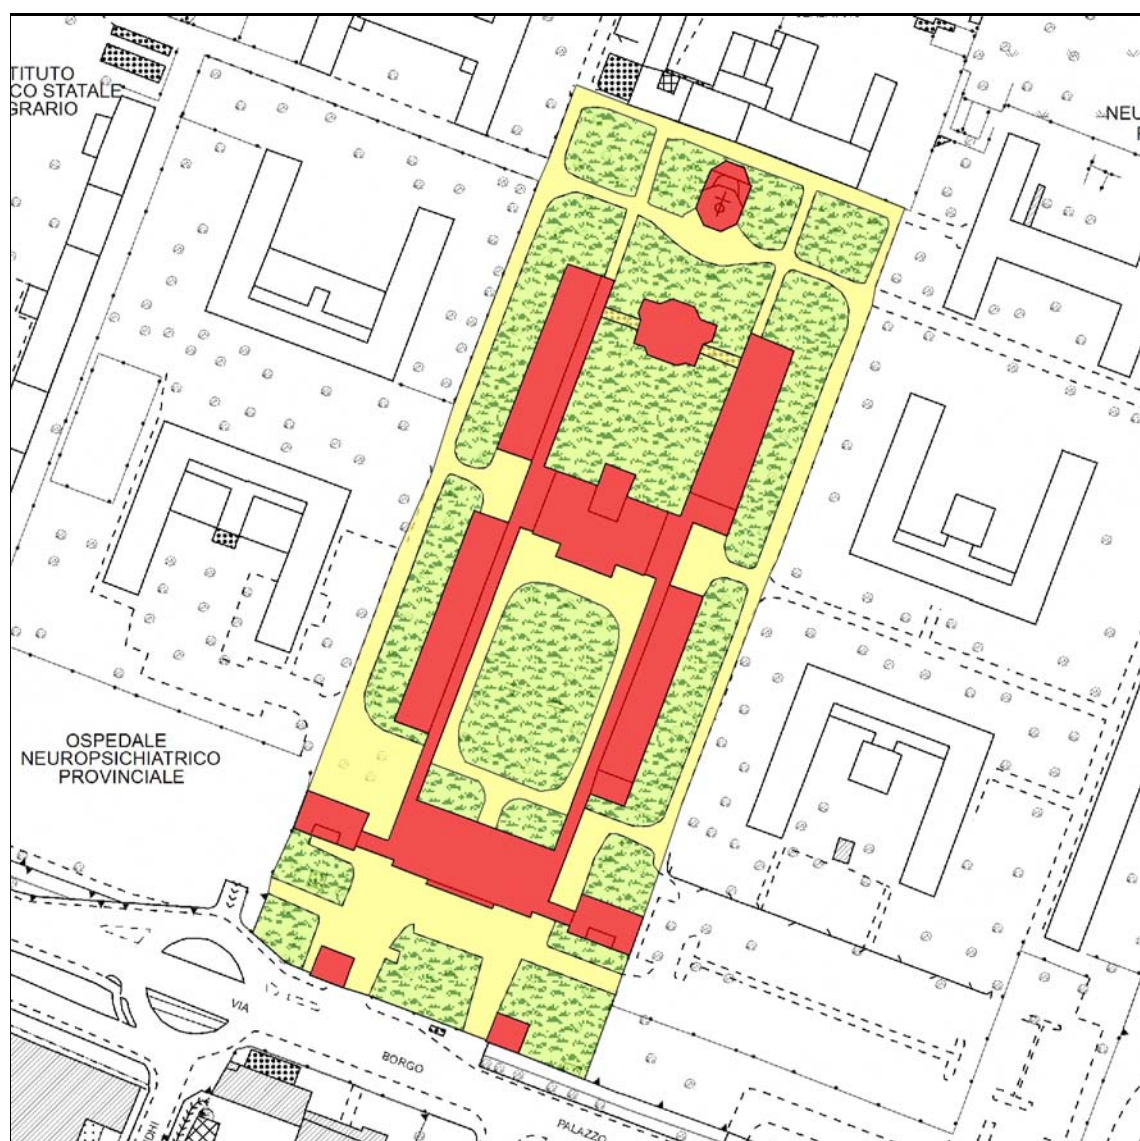 TITUTO
CO STATALE
GRARIO
NEU
OSPEDALE
NEUROPSICHIATRICO
PROVINCIALE
VIA
BORGO
PALAZZO